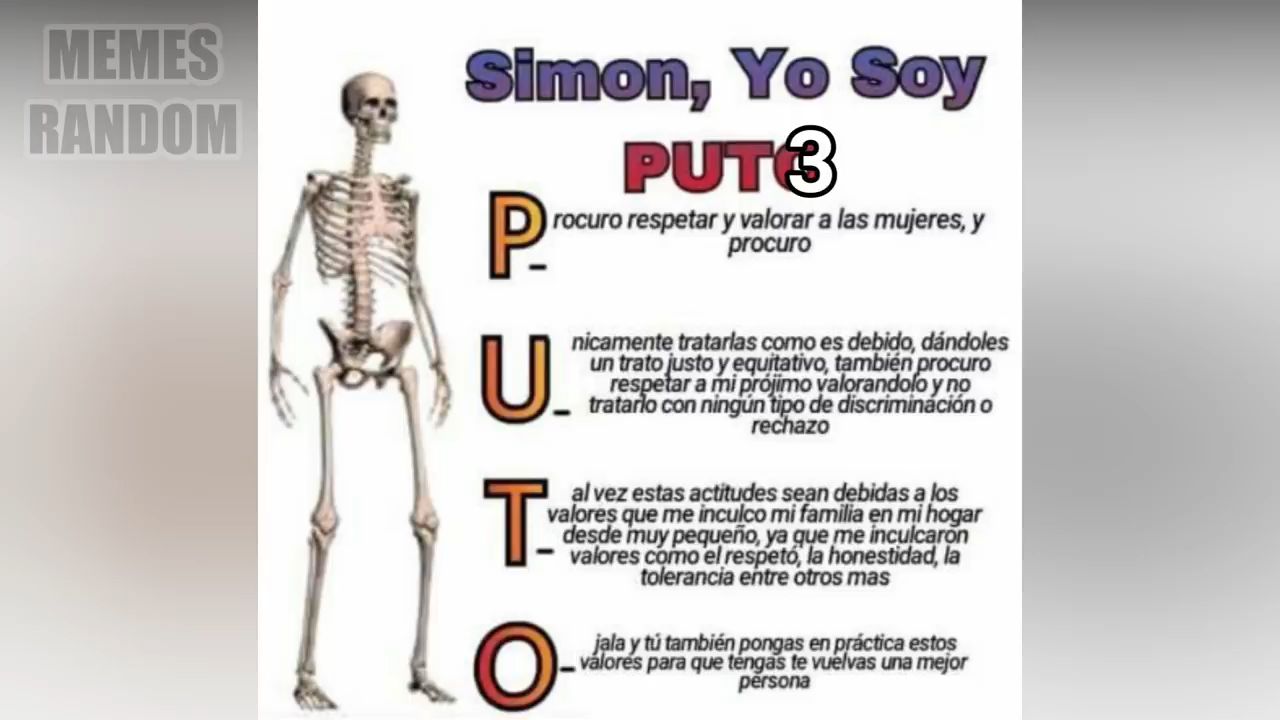 MEMES
RANDOM
Simon, Yo Soy
PUTO
3
P_rocuro respetar y valorar a las mujeres, y
procuro
U_nicamente tratarlas como es debido, dándoles
un trato justo y equitativo, también procuro
respetar a mi prójimo valorandolo y no
tratarlo con ningún tipo de discriminación o
rechazo
T_al vez estas actitudes sean debidas a los
valores que me inculco mi familia en mi hogar
desde muy pequeño, ya que me inculcaron
valores como el respetó, la honestidad, la
tolerancia entre otros mas
O-jala y tú también pongas en práctica estos
valores para que tengas te vuelvas una mejor
persona